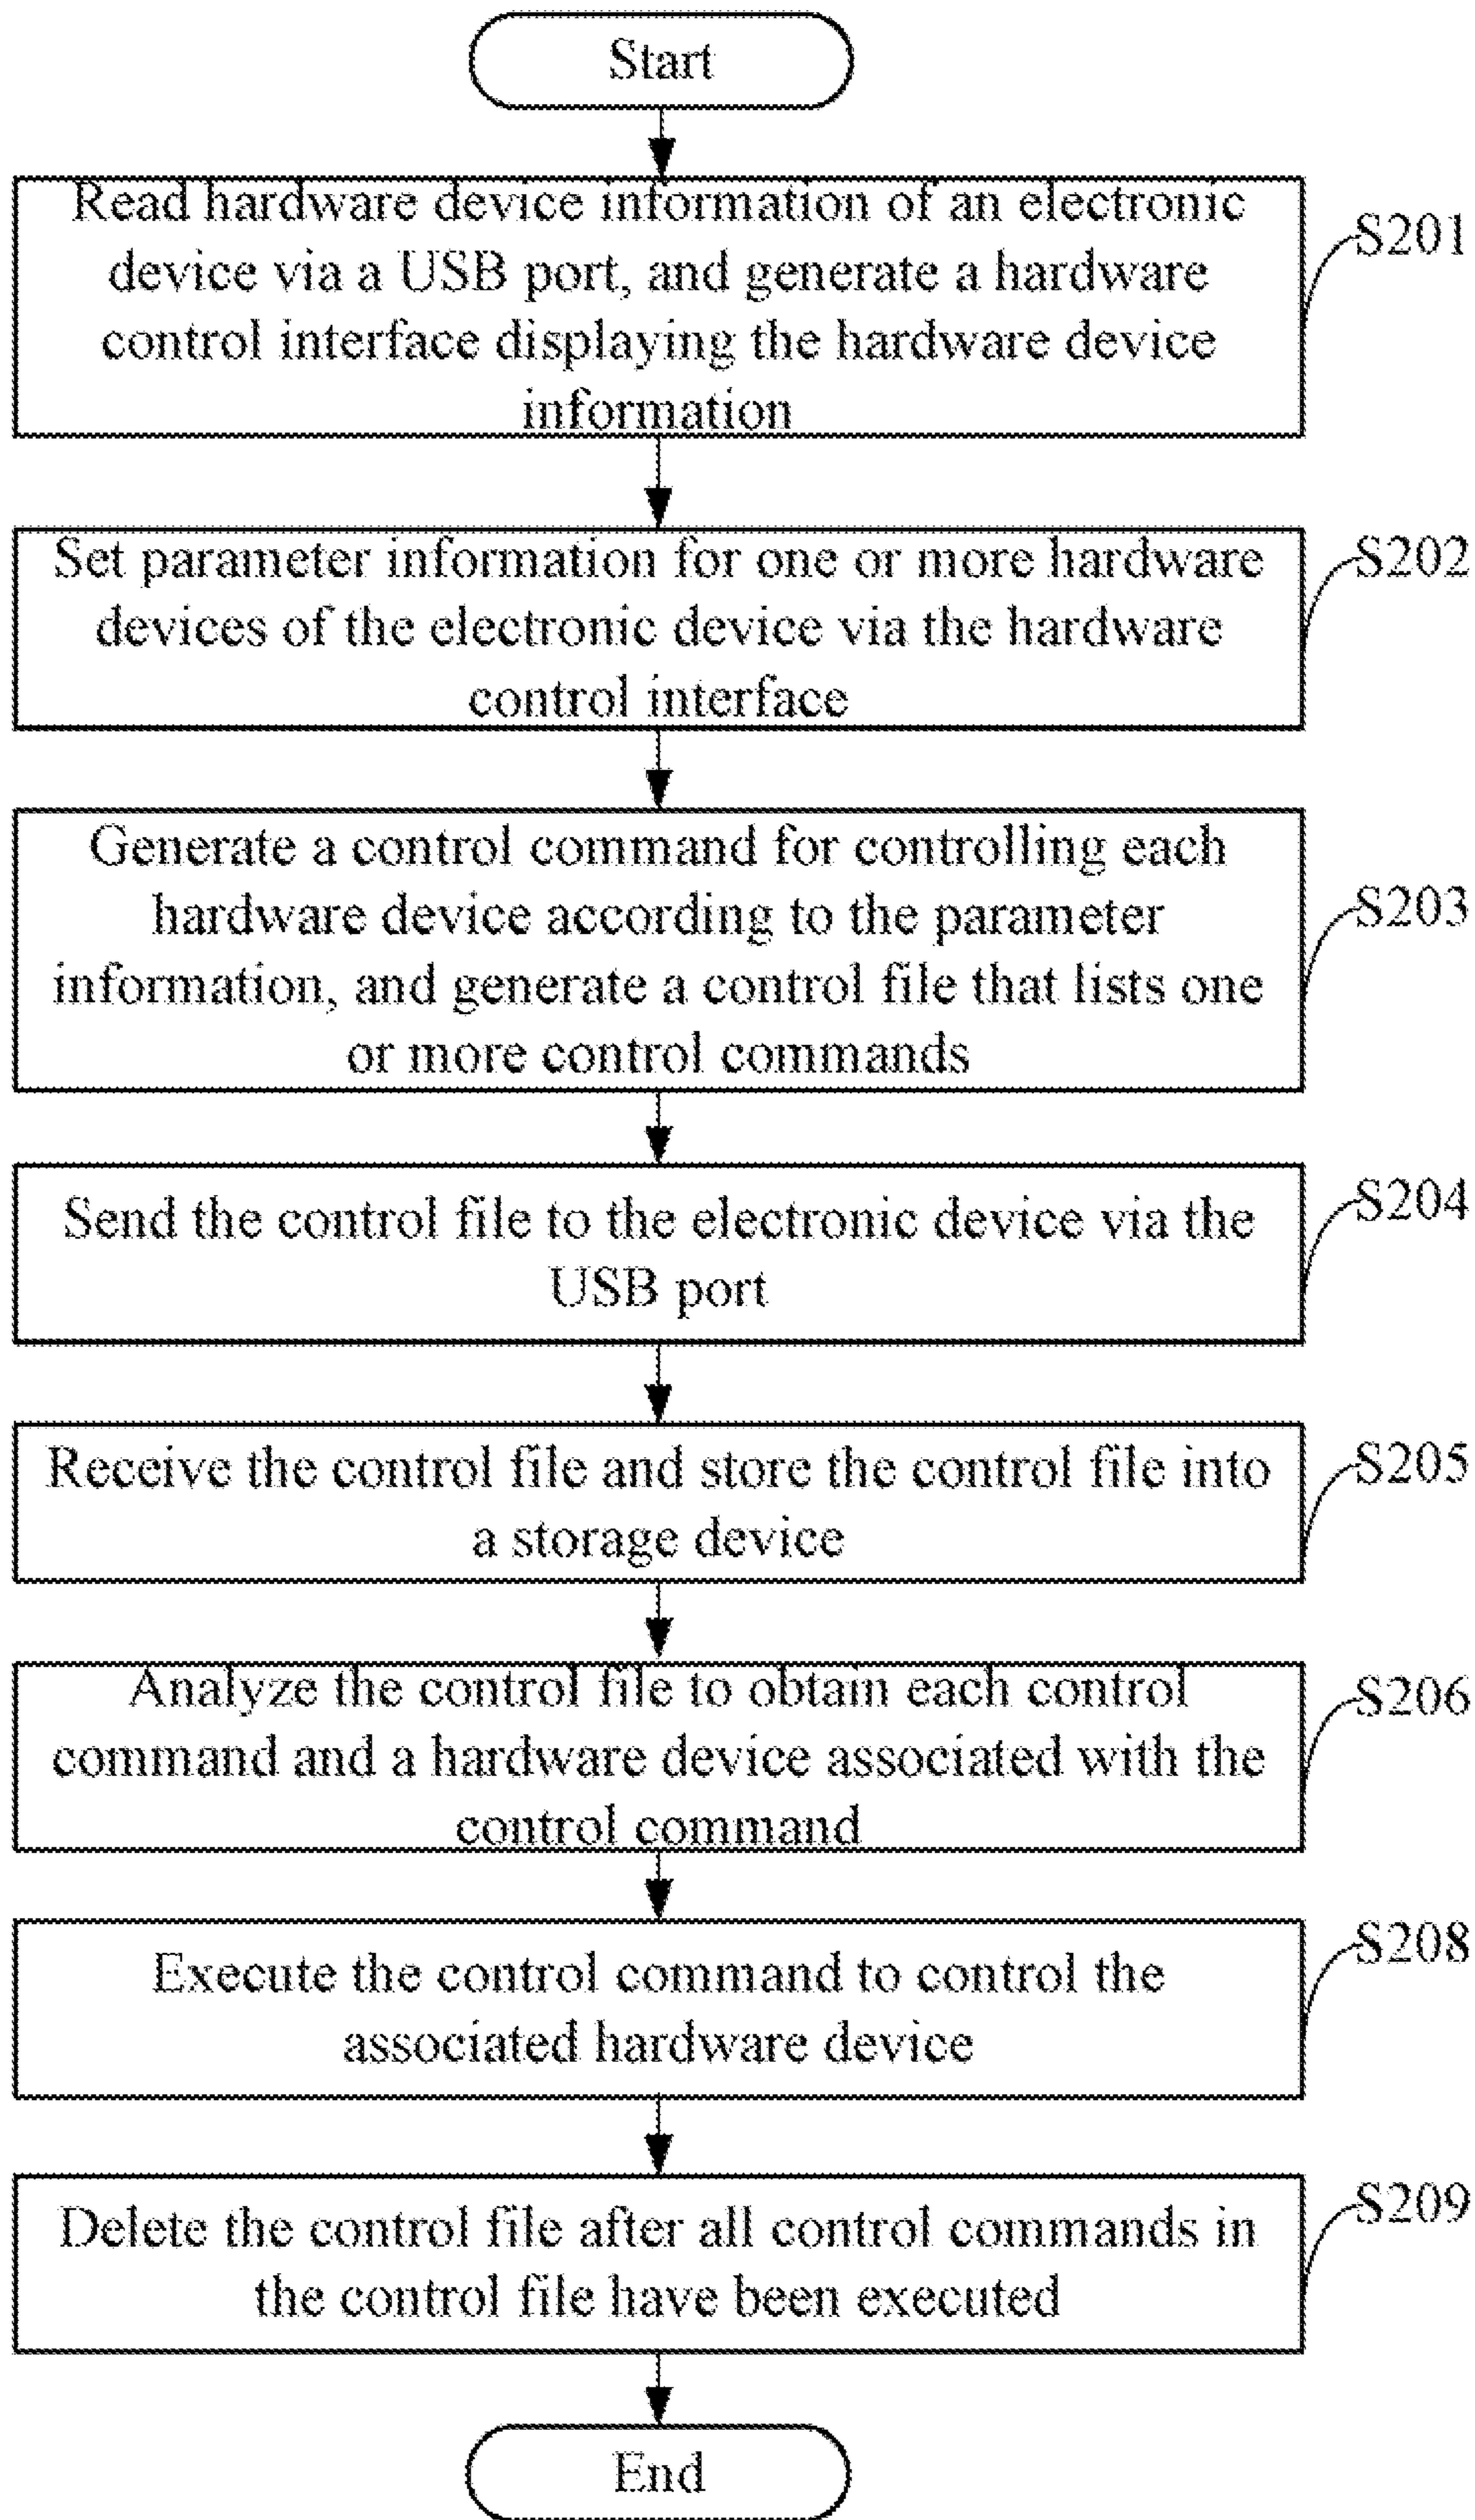 Start
Read hardware device information of an electronic
device via a USB port, and generate a hardware
control interface displaying the hardware device
information
S201
Set parameter information for one or more hardware
devices of the electronic device via the hardware
control interface
S202
Generate a control command for controlling each
hardware device according to the parameter
information, and generate a control file that lists one
or more control commands
S203
Send the control file to the electronic device via the
USB port
S204
Receive the control file and store the control file into
a storage device
S205
Analyze the control file to obtain each control
command and a hardware device associated with the
control command
S206
Execute the control command to control the
associated hardware device
S208
Delete the control file after all control commands in
the control file have been executed
S209
End